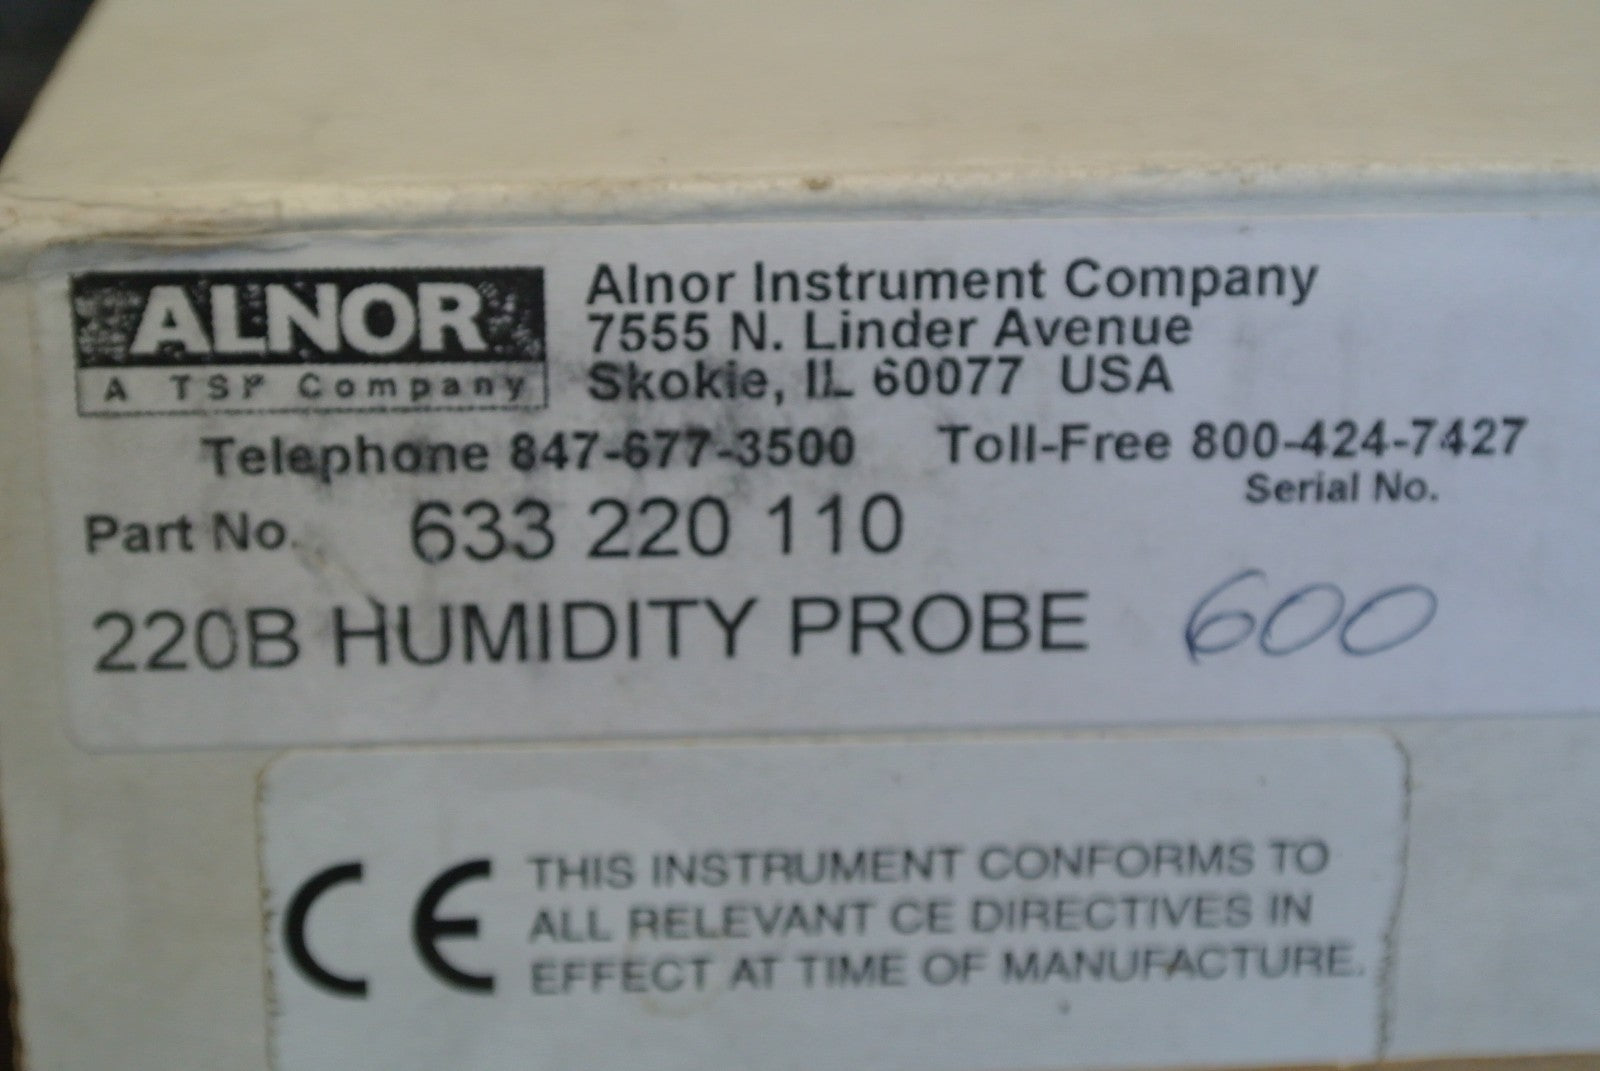 ALNOR
A TSI Company
Alnor Instrument Company
7555 N. Linder Avenue
Skokie, IL 60077 USA
Telephone 847-677-3500 Toll-Free 800-424-7427
Serial No.
Part No. 633 220 110
220B HUMIDITY PROBE 600
CE THIS INSTRUMENT CONFORMS TO
ALL RELEVANT CE DIRECTIVES IN
EFFECT AT TIME OF MANUFACTURE.